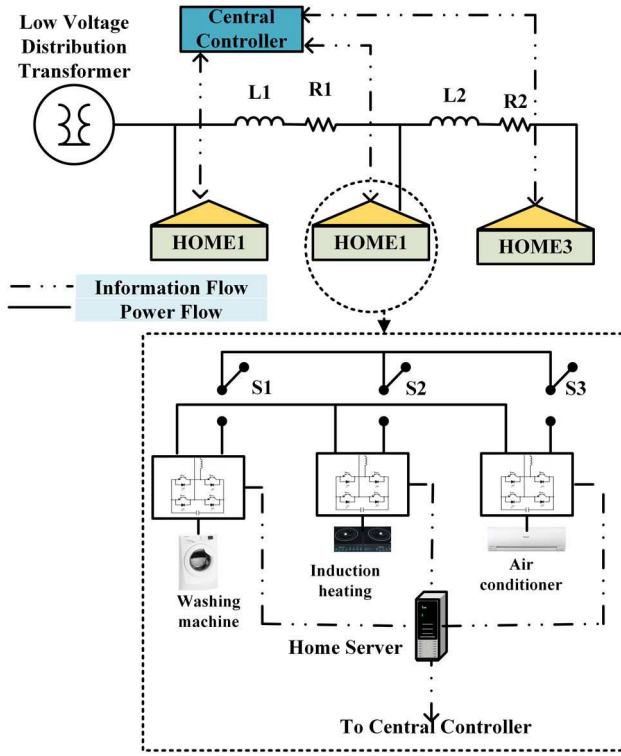 Low Voltage
Distribution
Transformer
Central
Controller
L1
R1
L2
R2
HOME1
HOME1
HOME3
Information Flow
Power Flow
S1
S2
S3
Washing
machine
Induction
heating
Air
conditioner
Home Server
To Central Controller